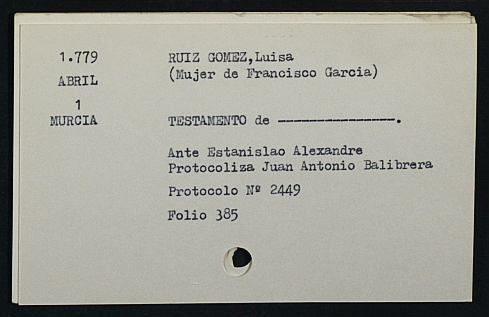 1.779
ABRIL
1
MURCIA
RUIZ GOMEZ,Luisa
(Mujer de Francisco Garcia)
TESTAMENTO de ---------------.
Ante Estanislao Alexandre
Protocoliza Juan Antonio Balibrera
Protocolo Nº 2449
Folio 385